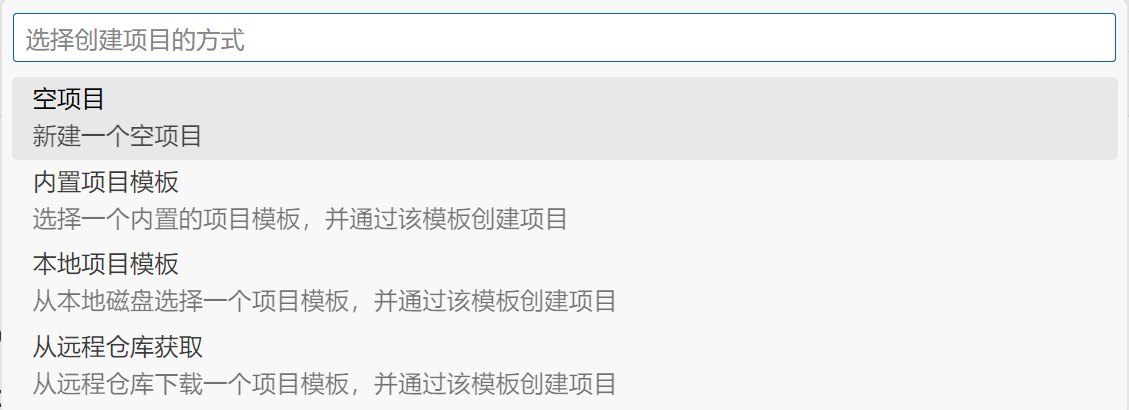 选择创建项目的方式
空项目
新建一个空项目
内置项目模板
选择一个内置的项目模板，并通过该模板创建项目
本地项目模板
从本地磁盘选择一个项目模板，并通过该模板创建项目
从远程仓库获取
从远程仓库下载一个项目模板，并通过该模板创建项目